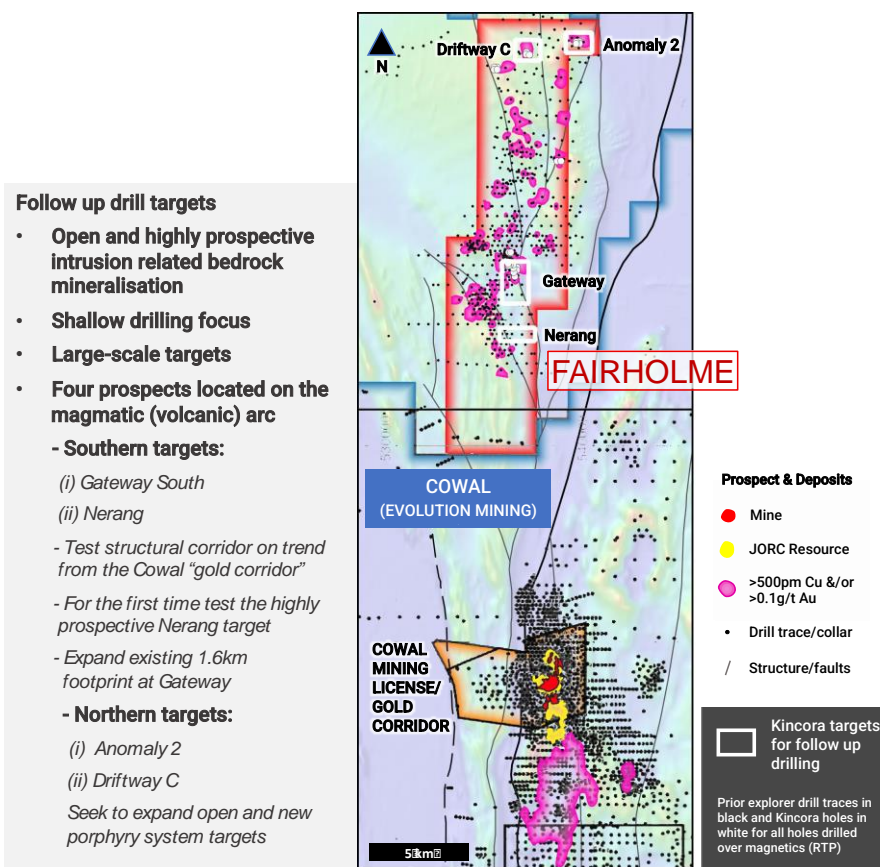 Follow up drill targets
• Open and highly prospective
intrusion related bedrock
mineralisation
• Shallow drilling focus
• Large-scale targets
• Four prospects located on the
magmatic (volcanic) arc
- Southern targets:
(i) Gateway South
(ii) Nerang
- Test structural corridor on trend
from the Cowal “gold corridor”
- For the first time test the highly
prospective Nerang target
- Expand existing 1.6km
footprint at Gateway
- Northern targets:
(i) Anomaly 2
(ii) Driftway C
Seek to expand open and new
porphyry system targets
N
Driftway C
Anomaly 2
Gateway
Nerang
FAIRHOLME
COWAL
(EVOLUTION MINING)
COWAL
MINING
LICENSE/
GOLD
CORRIDOR
5 km
Prospect & Deposits
Mine
JORC Resource
>500pm Cu &/or
>0.1g/t Au
Drill trace/collar
Structure/faults
Kincora targets
for follow up
drilling
Prior explorer drill traces in
black and Kincora holes in
white for all holes drilled
over magnetics (RTP)